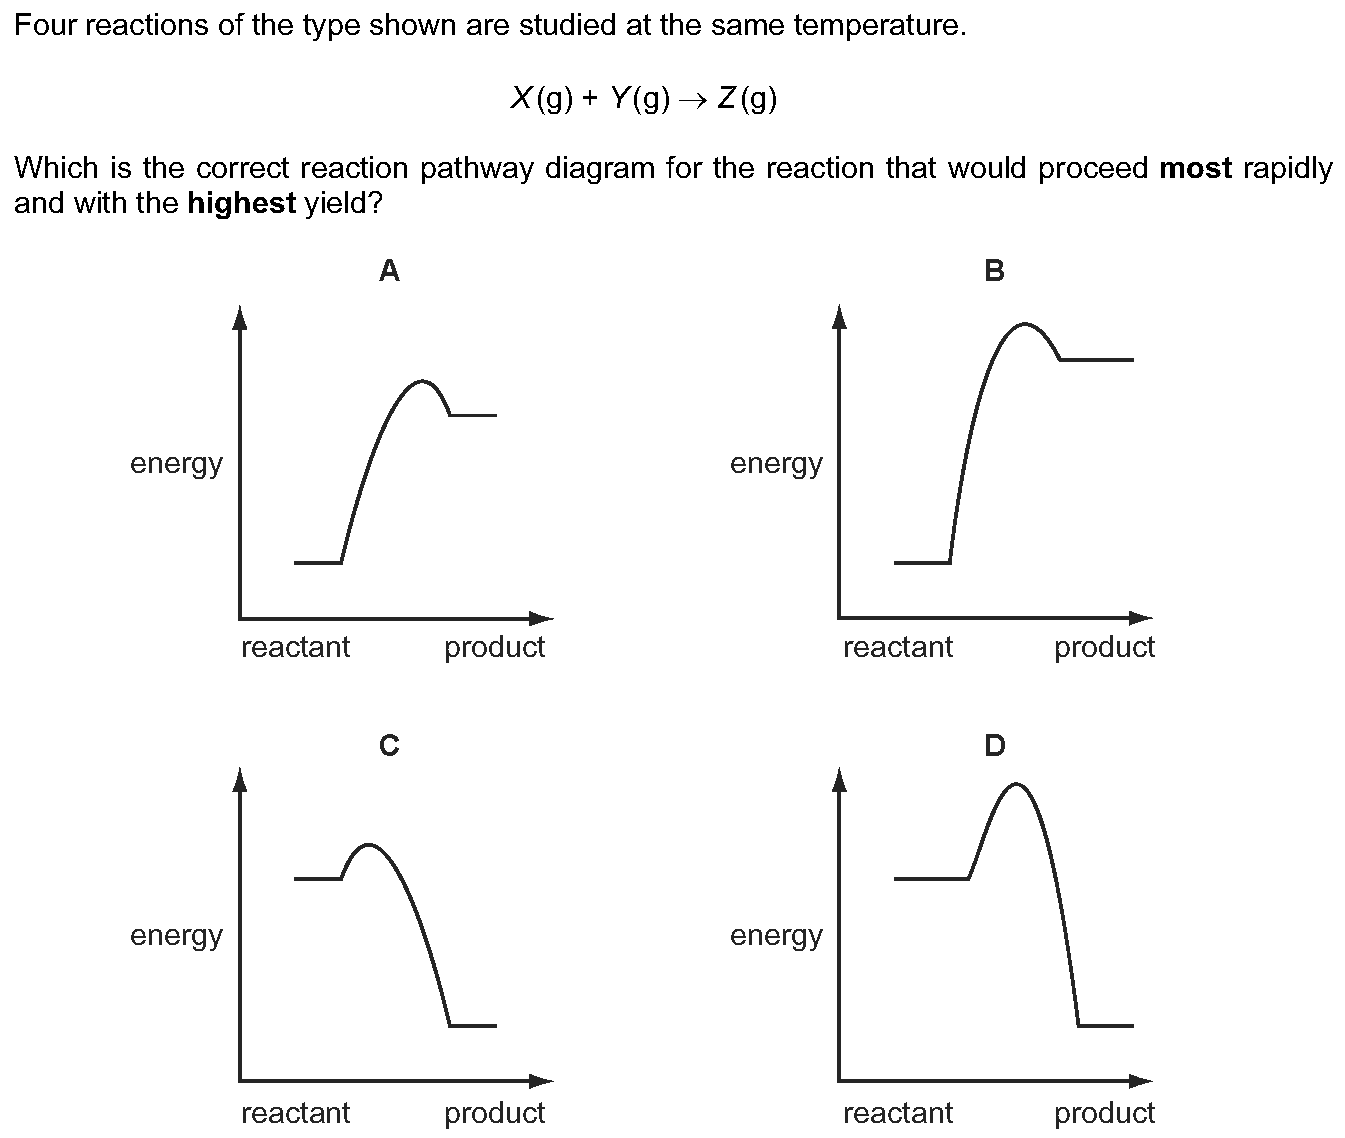 Four reactions of the type shown are studied at the same temperature.
X(g) + Y(g) → Z(g)
Which is the correct reaction pathway diagram for the reaction that would proceed most rapidly
and with the highest yield?
A
B
energy
energy
reactant product
reactant product
C
D
energy
energy
reactant product
reactant product